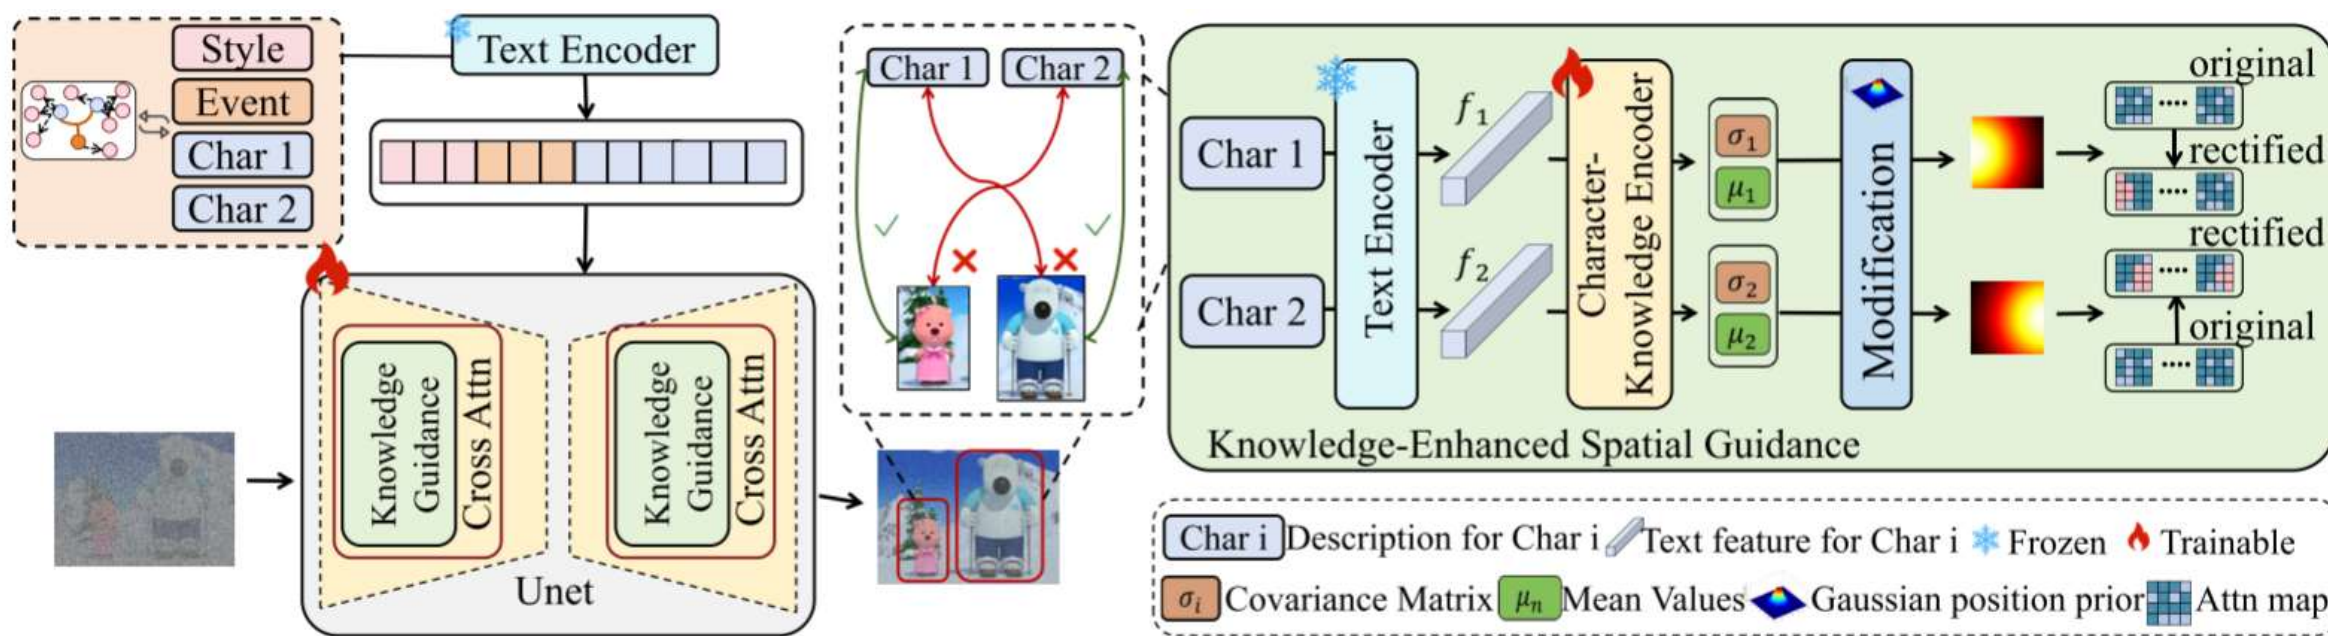 Style
Event
Char 1
Char 2
Text Encoder
Knowledge
Guidance
Cross Attn
Knowledge
Guidance
Cross Attn
Unet
Char 1
Char 2
Char 1
Char 2
Text Encoder
f₁
f₂
Character-
Knowledge Encoder
σ₁
μ₁
σ₂
μ₂
Modification
original
rectified
rectified
original
Knowledge-Enhanced Spatial Guidance
Char i Description for Char i Text feature for Char i Frozen Trainable
σᵢ Covariance Matrix μₙ Mean Values Gaussian position prior Attn map